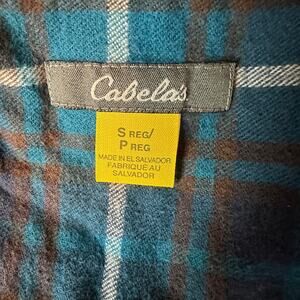 Cabela's
S REG/
P REG
MADE IN EL SALVADOR
FABRIQUÉ AU
SALVADOR